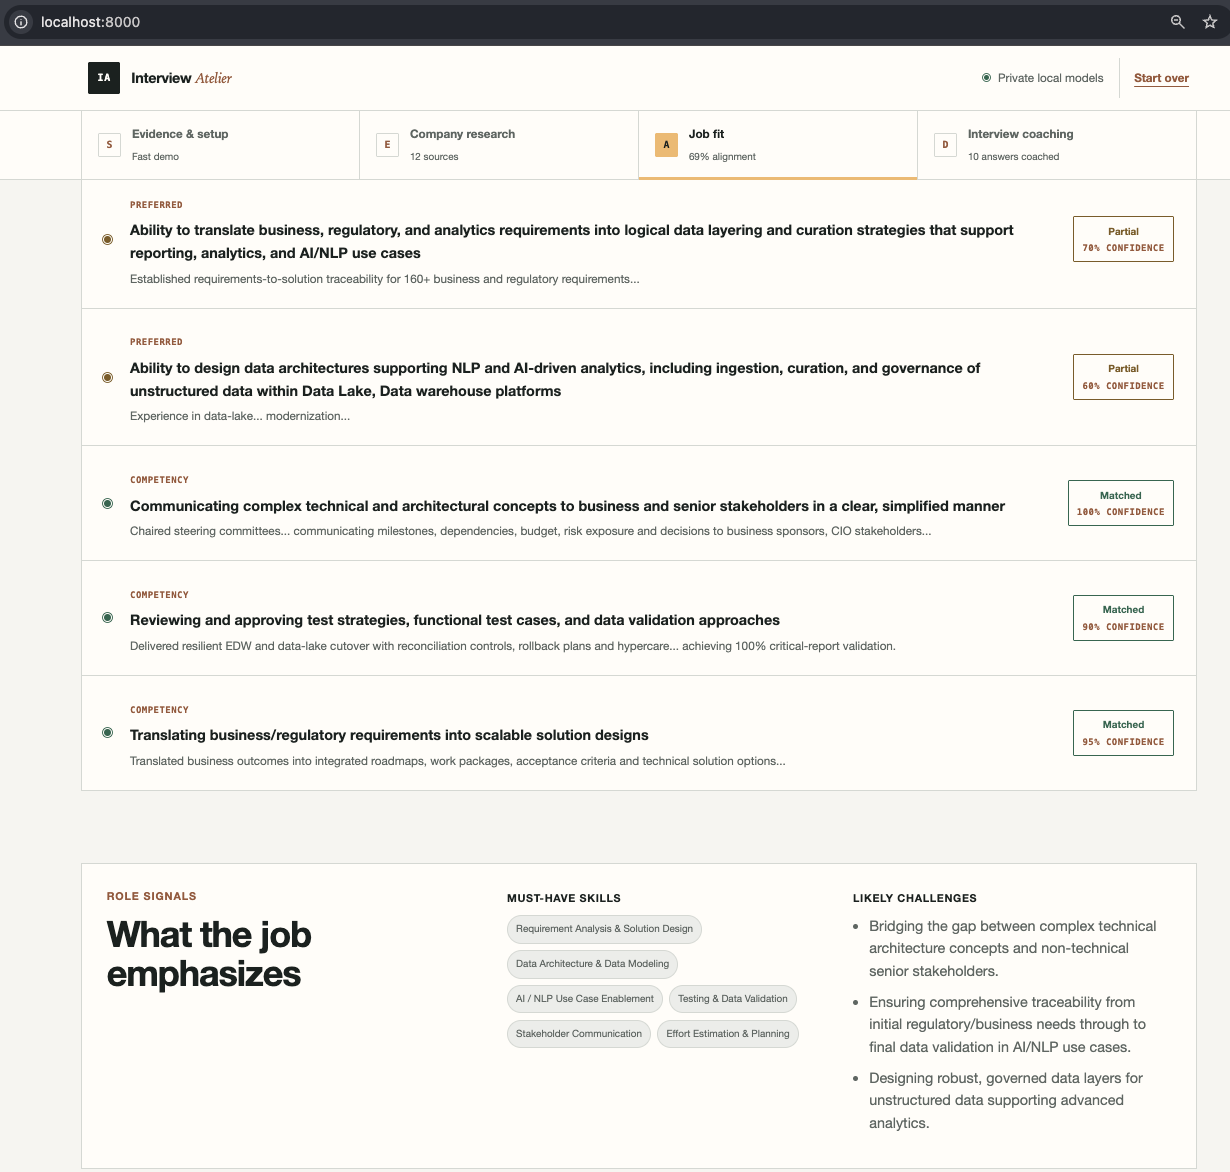 localhost:8000
IA
Interview Atelier
Private local models
Start over
S
Evidence & setup
Fast demo
E
Company research
12 sources
A
Job fit
69% alignment
D
Interview coaching
10 answers coached
PREFERRED
Ability to translate business, regulatory, and analytics requirements into logical data layering and curation strategies that support
reporting, analytics, and AI/NLP use cases
Established requirements-to-solution traceability for 160+ business and regulatory requirements...
Partial
70% CONFIDENCE
PREFERRED
Ability to design data architectures supporting NLP and AI-driven analytics, including ingestion, curation, and governance of
unstructured data within Data Lake, Data warehouse platforms
Experience in data-lake... modernization...
Partial
60% CONFIDENCE
COMPETENCY
Communicating complex technical and architectural concepts to business and senior stakeholders in a clear, simplified manner
Chaired steering committees... communicating milestones, dependencies, budget, risk exposure and decisions to business sponsors, CIO stakeholders...
Matched
100% CONFIDENCE
COMPETENCY
Reviewing and approving test strategies, functional test cases, and data validation approaches
Delivered resilient EDW and data-lake cutover with reconciliation controls, rollback plans and hypercare... achieving 100% critical-report validation.
Matched
90% CONFIDENCE
COMPETENCY
Translating business/regulatory requirements into scalable solution designs
Translated business outcomes into integrated roadmaps, work packages, acceptance criteria and technical solution options...
Matched
95% CONFIDENCE
ROLE SIGNALS
What the job
emphasizes
MUST-HAVE SKILLS
Requirement Analysis & Solution Design
Data Architecture & Data Modeling
AI / NLP Use Case Enablement
Testing & Data Validation
Stakeholder Communication
Effort Estimation & Planning
LIKELY CHALLENGES
• Bridging the gap between complex technical
architecture concepts and non-technical
senior stakeholders.
• Ensuring comprehensive traceability from
initial regulatory/business needs through to
final data validation in AI/NLP use cases.
• Designing robust, governed data layers for
unstructured data supporting advanced
analytics.